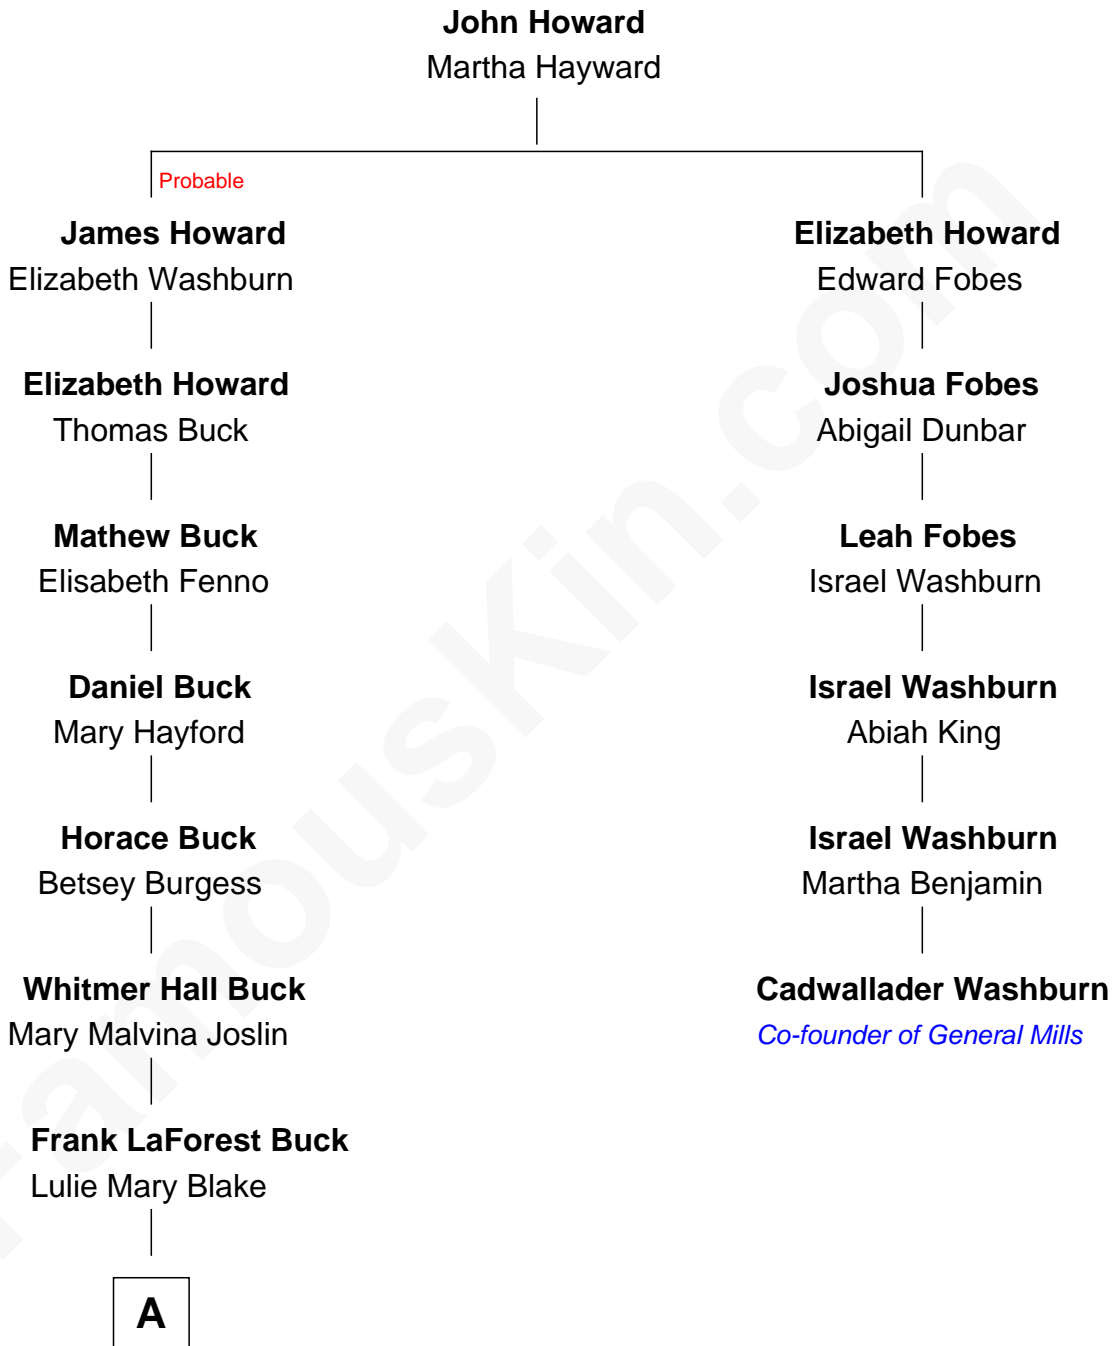 John Howard
Martha Hayward
Probable
James Howard
Elizabeth Washburn
Elizabeth Howard
Edward Fobes
Elizabeth Howard
Thomas Buck
Joshua Fobes
Abigail Dunbar
Mathew Buck
Elisabeth Fenno
Leah Fobes
Israel Washburn
Daniel Buck
Mary Hayford
Israel Washburn
Abiah King
Horace Buck
Betsey Burgess
Israel Washburn
Martha Benjamin
Whitmer Hall Buck
Mary Malvina Joslin
Cadwallader Washburn
Co-founder of General Mills
Frank LaForest Buck
Lulie Mary Blake
A
FamousKin.com